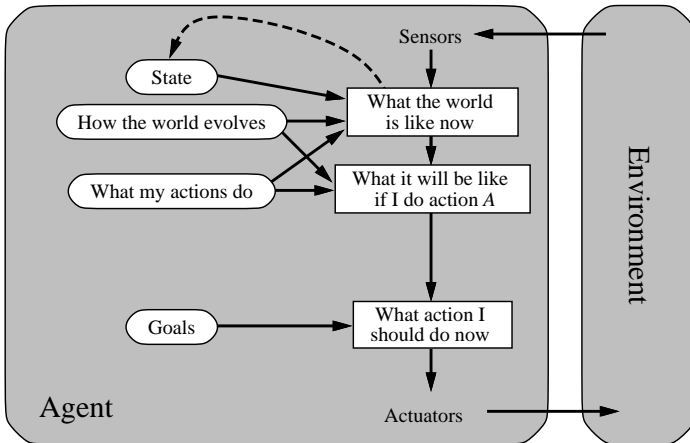 Sensors
State
What the world
is like now
How the world evolves
What my actions do
What it will be like
if I do action A
Environment
Goals
What action I
should do now
Agent
Actuators